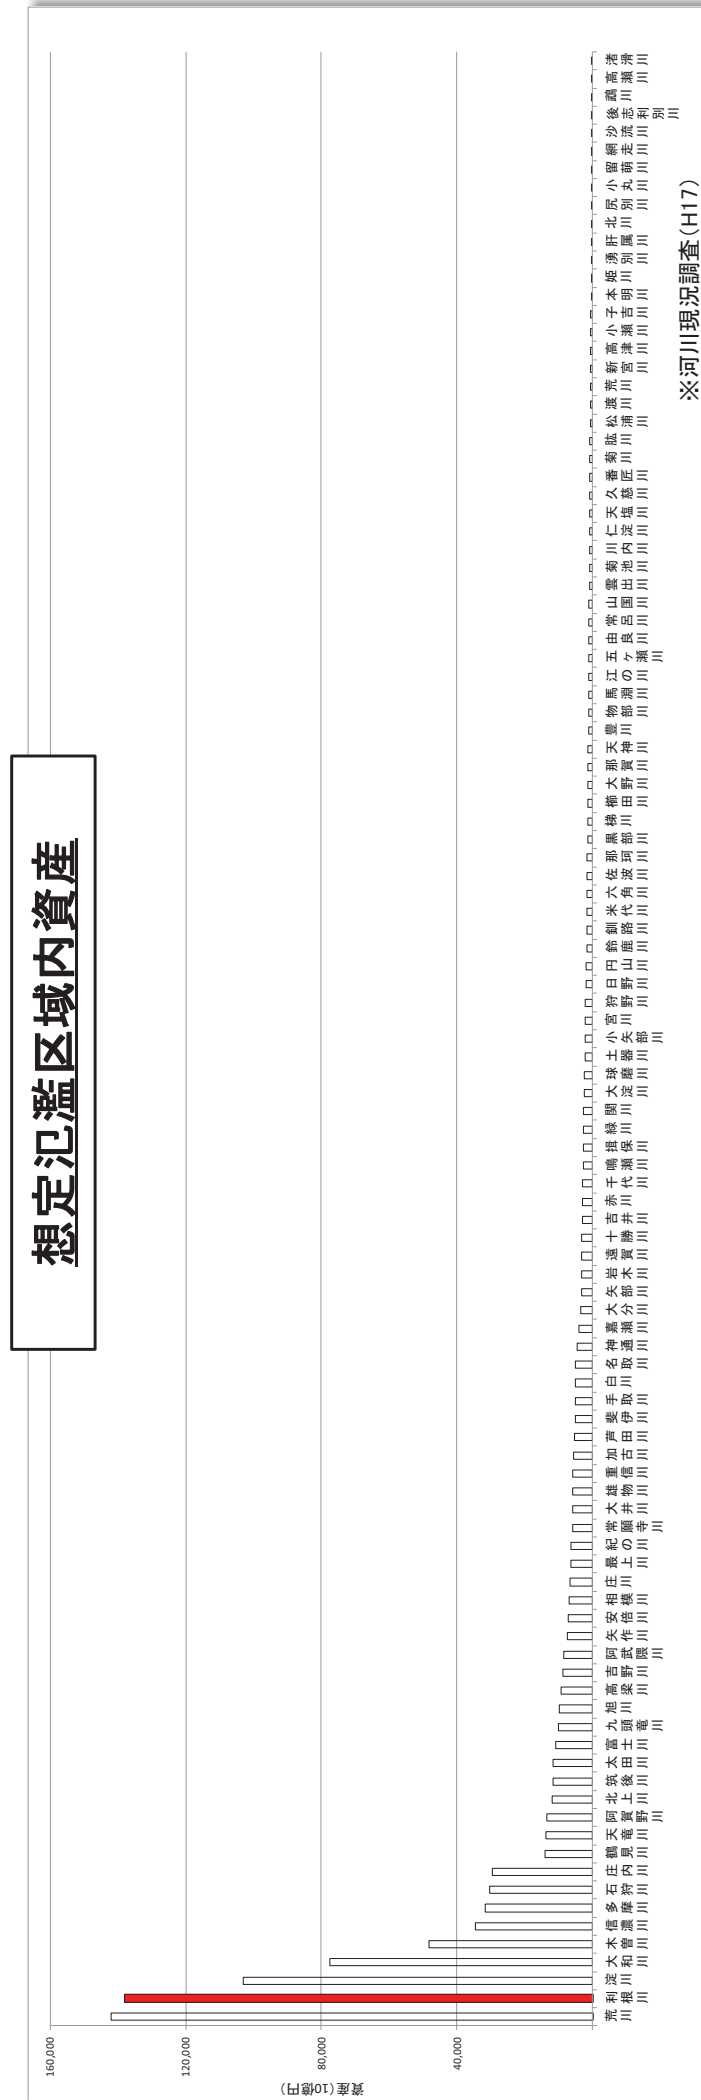 想定氾濫区域内資産
資産(10億円)
160,000
120,000
80,000
40,000
荒川
利根川
淀川
大和川
木曽川
信濃川
多摩川
石狩川
庄内川
鶴見川
天竜川
阿賀野川
北上川
筑後川
太田川
富士川
九頭竜川
旭川
高梁川
吉野川
阿武隈川
矢作川
安倍川
相模川
庄川
最上川
紀の川
常願寺川
大井川
雄物川
重信川
加古川
芦田川
斐伊川
手取川
白川
名取川
神通川
嘉瀬川
大分川
矢部川
岩木川
遠賀川
十勝川
吉井川
赤川
千代川
鳴瀬川
揖保川
緑川
関川
大淀川
球磨川
土器川
小矢部川
宮川
狩野川
日野川
円山川
鈴鹿川
釧路川
米代川
六角川
佐波川
那珂川
黒部川
梯川
櫛田川
大野川
那賀川
天神川
豊川
物部川
馬淵川
江の川
五ヶ瀬川
由良川
常呂川
山国川
雲出川
菊池川
川内川
仁淀川
天塩川
久慈川
番匠川
菊川
肱川
松浦川
渡川
荒川
新宮川
高津川
小瀬川
子吉川
本明川
姫川
湧別川
肝属川
北川
尻別川
小丸川
留萌川
網走川
沙流川
後志利別川
鵡川
高瀬川
渚滑川
※河川現況調査(H17)